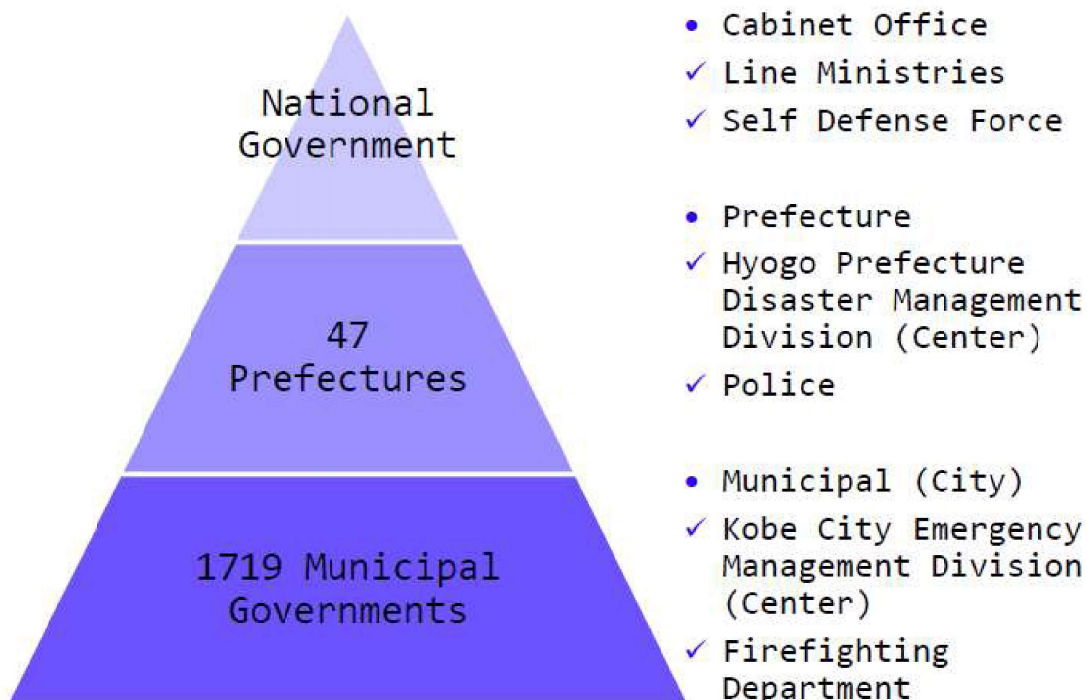 National
Government
47
Prefectures
1719 Municipal
Governments
• Cabinet Office
✓ Line Ministries
✓ Self Defense Force
• Prefecture
✓ Hyogo Prefecture
Disaster Management
Division (Center)
✓ Police
• Municipal (City)
✓ Kobe City Emergency
Management Division
(Center)
✓ Firefighting
Department